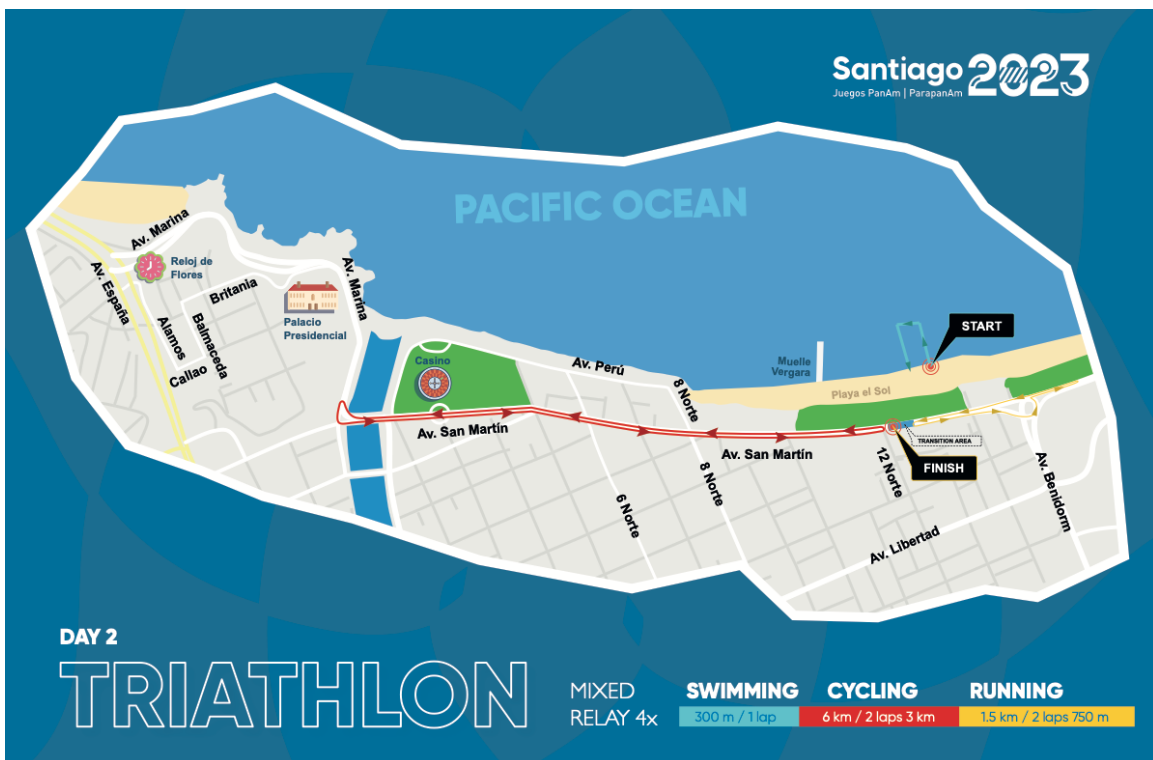 Santiago 2023
Juegos PanAm | ParapanAm
PACIFIC OCEAN
Av. Marina
Reloj de
Flores
Av. España
Britania
Palacio
Presidencial
Av. Marina
Alamos
Balmaceda
Callao
Casino
Av. Perú
8 Norte
Muelle
Vergara
START
Playa el Sol
Av. San Martín
Av. San Martín
TRANSITION AREA
FINISH
12 Norte
8 Norte
6 Norte
Av. Benidorm
Av. Libertad
DAY 2
TRIATHLON
MIXED
RELAY 4x
SWIMMING
300 m / 1 lap
CYCLING
6 km / 2 laps 3 km
RUNNING
1.5 km / 2 laps 750 m